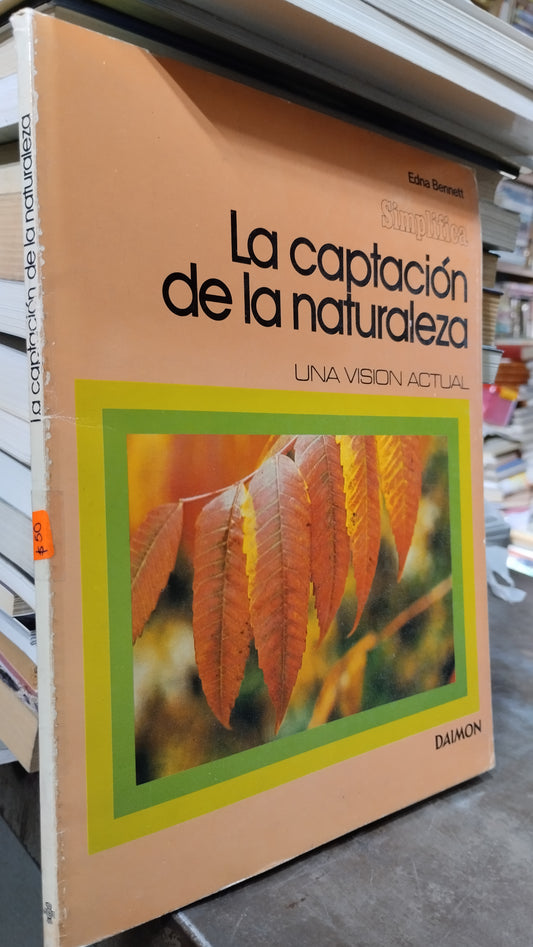 Edna Bennett
Simplifica
La captación
de la naturaleza
UNA VISION ACTUAL
DAIMON
la captación de la naturaleza
$50